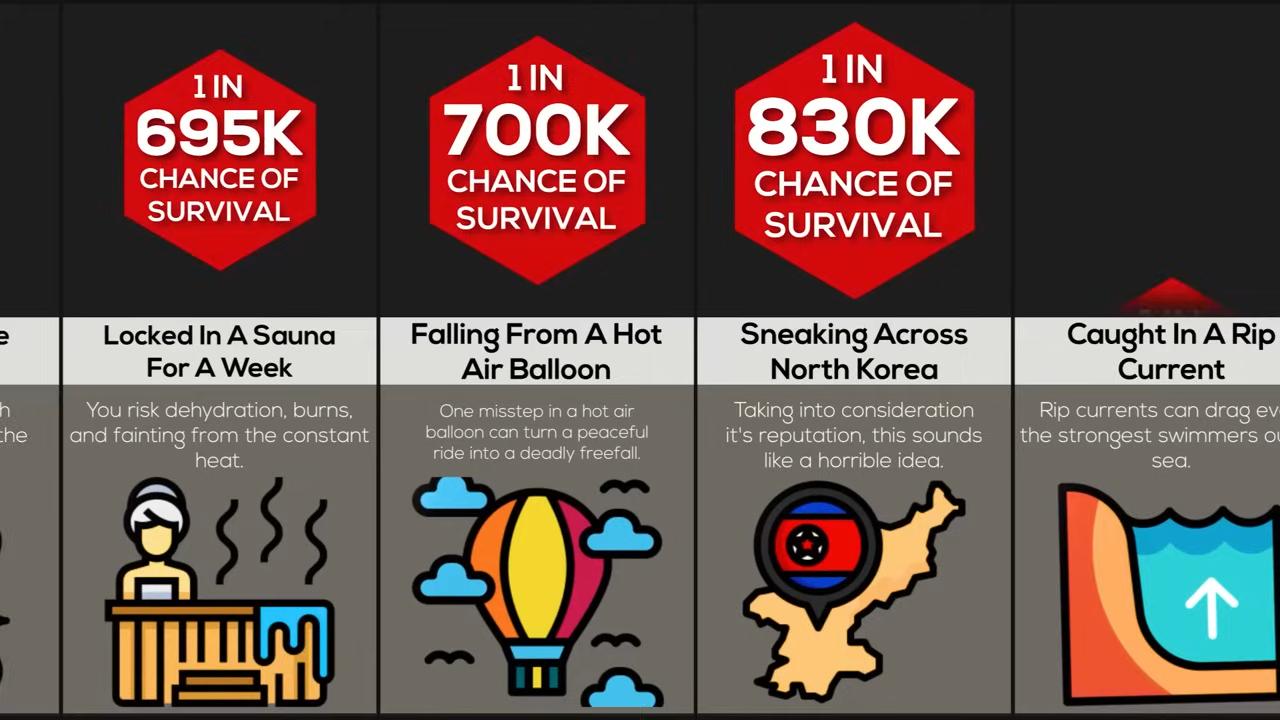 1 IN
695K
CHANCE OF
SURVIVAL
Locked In A Sauna
For A Week
You risk dehydration, burns,
and fainting from the constant
heat.
1 IN
700K
CHANCE OF
SURVIVAL
Falling From A Hot
Air Balloon
One misstep in a hot air
balloon can turn a peaceful
ride into a deadly freefall.
1 IN
830K
CHANCE OF
SURVIVAL
Sneaking Across
North Korea
Taking into consideration
it's reputation, this sounds
like a horrible idea.
Caught In A Rip
Current
Rip currents can drag
the strongest swimmers
sea.